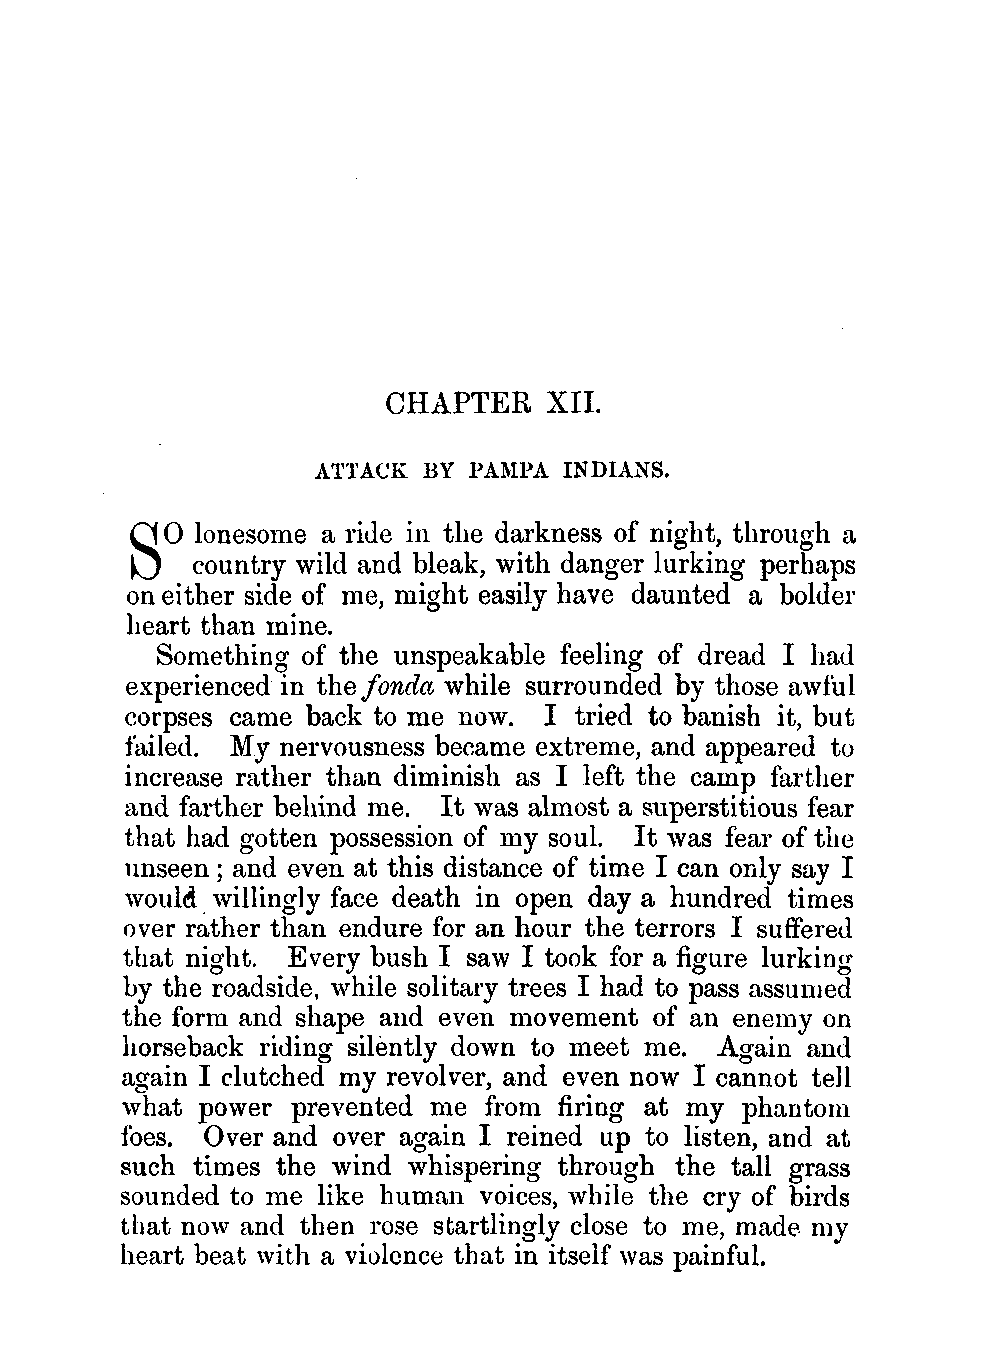 CHAPTER XII.
ATTACK BY PAMPA INDIANS.
SO lonesome a ride in the darkness of night, through a
country wild and bleak, with danger lurking perhaps
on either side of me, might easily have daunted a bolder
heart than mine.
Something of the unspeakable feeling of dread I had
experienced in the fonda while surrounded by those awful
corpses came back to me now. I tried to banish it, but
failed. My nervousness became extreme, and appeared to
increase rather than diminish as I left the camp farther
and farther behind me. It was almost a superstitious fear
that had gotten possession of my soul. It was fear of the
unseen; and even at this distance of time I can only say I
would willingly face death in open day a hundred times
over rather than endure for an hour the terrors I suffered
that night. Every bush I saw I took for a figure lurking
by the roadside, while solitary trees I had to pass assumed
the form and shape and even movement of an enemy on
horseback riding silently down to meet me. Again and
again I clutched my revolver, and even now I cannot tell
what power prevented me from firing at my phantom
foes. Over and over again I reined up to listen, and at
such times the wind whispering through the tall grass
sounded to me like human voices, while the cry of birds
that now and then rose startlingly close to me, made my
heart beat with a violence that in itself was painful.